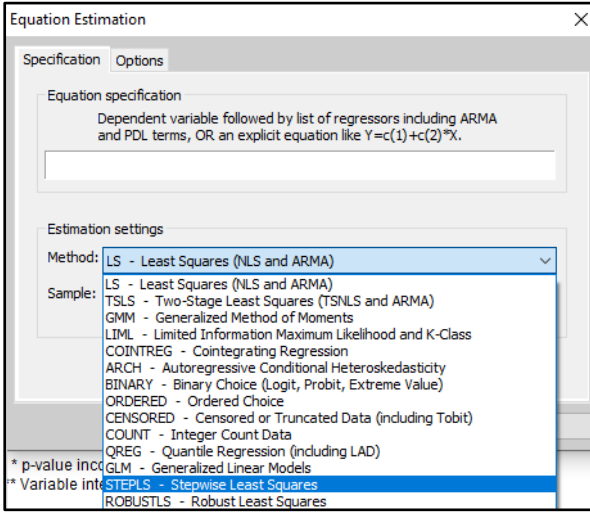 Equation Estimation
Specification Options
Equation specification
Dependent variable followed by list of regressors including ARMA
and PDL terms, OR an explicit equation like Y=c(1)+c(2)*X.
Estimation settings
Method: LS - Least Squares (NLS and ARMA)
Sample:
LS - Least Squares (NLS and ARMA)
TSLS - Two-Stage Least Squares (TSNLS and ARMA)
GMM - Generalized Method of Moments
LIML - Limited Information Maximum Likelihood and K-Class
COINTREG - Cointegrating Regression
ARCH - Autoregressive Conditional Heteroskedasticity
BINARY - Binary Choice (Logit, Probit, Extreme Value)
ORDERED - Ordered Choice
CENSORED - Censored or Truncated Data (including Tobit)
COUNT - Integer Count Data
QREG - Quantile Regression (including LAD)
GLM - Generalized Linear Models
STEPLS - Stepwise Least Squares
ROBUSTLS - Robust Least Squares
* p-value
** Variable